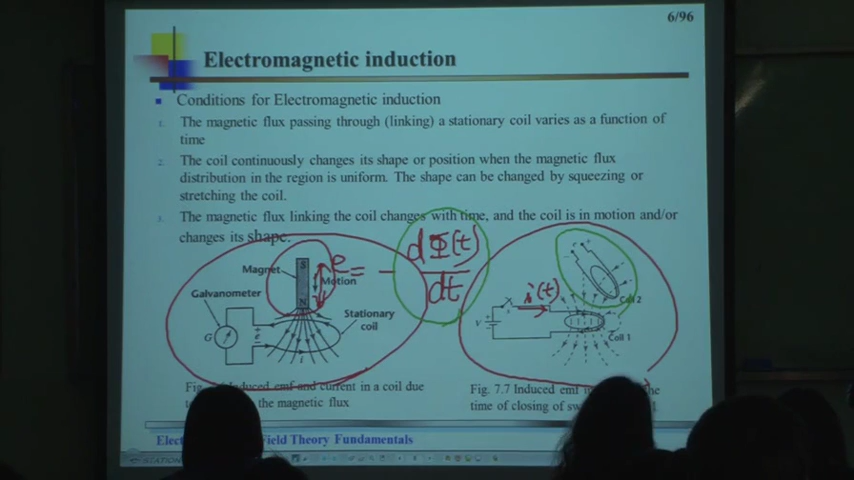 6/96
Electromagnetic induction
Conditions for Electromagnetic induction
1. The magnetic flux passing through (linking) a stationary coil varies as a function of
time
2. The coil continuously changes its shape or position when the magnetic flux
distribution in the region is uniform. The shape can be changed by squeezing or
stretching the coil.
3. The magnetic flux linking the coil changes with time, and the coil is in motion and/or
changes its shape.
e = - dΦ(t)
dt
Magnet
S
N
Motion
Galvanometer
G
e
Stationary
coil
i(t)
V
Coil 2
Coil 1
Fig. Induced emf and current in a coil due
the magnetic flux
Fig. 7.7 Induced emf the
time of closing of
Field Theory Fundamentals